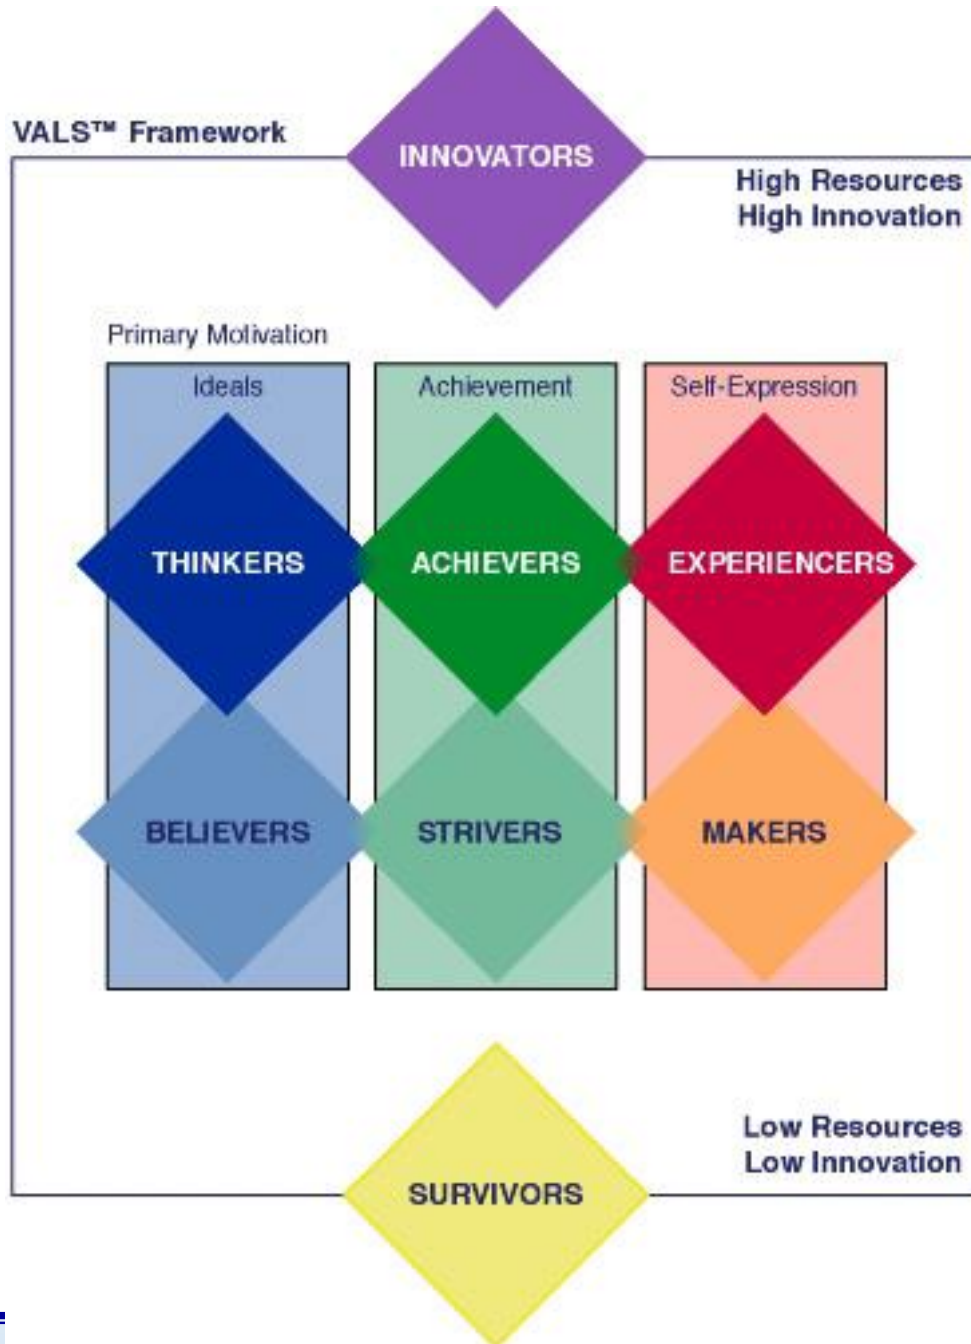 VALS™ Framework
INNOVATORS
High Resources
High Innovation
Primary Motivation
Ideals
Achievement
Self-Expression
THINKERS
ACHIEVERS
EXPERIENCERS
BELIEVERS
STRIVERS
MAKERS
Low Resources
Low Innovation
SURVIVORS